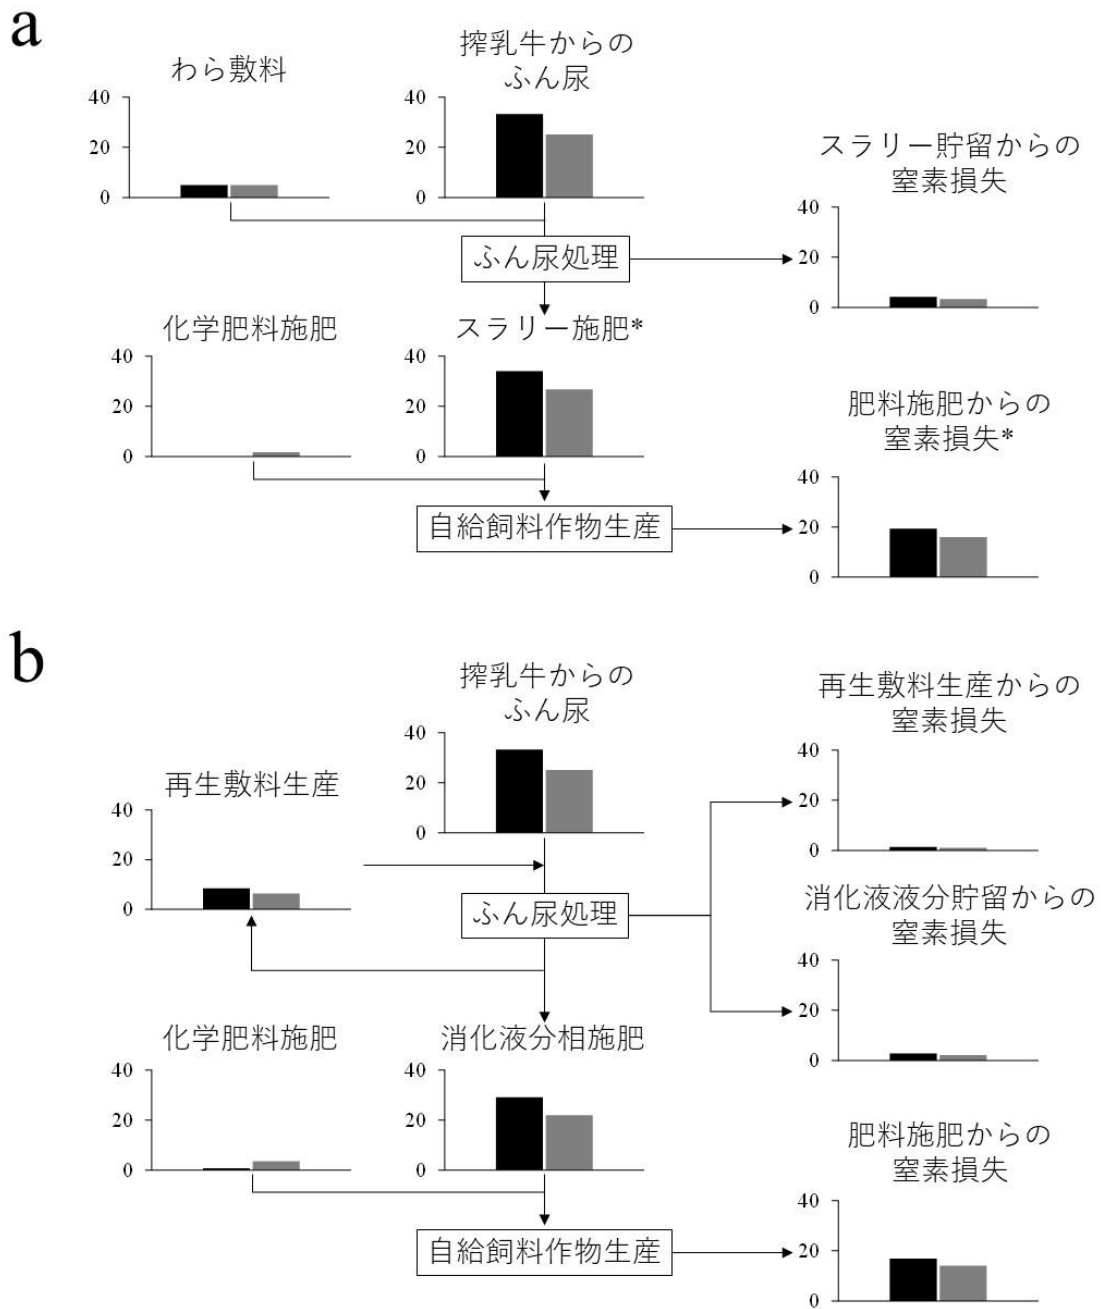 a
わら敷料
40
20
0
搾乳牛からの
ふん尿
40
20
0
スラリー貯留からの
窒素損失
40
20
0
ふん尿処理
化学肥料施肥
40
20
0
スラリー施肥*
40
20
0
肥料施肥からの
窒素損失*
40
20
0
自給飼料作物生産
b
搾乳牛からの
ふん尿
40
20
0
再生敷料生産からの
窒素損失
40
20
0
再生敷料生産
40
20
0
ふん尿処理
消化液液分貯留からの
窒素損失
40
20
0
化学肥料施肥
40
20
0
消化液分相施肥
40
20
0
肥料施肥からの
窒素損失
40
20
0
自給飼料作物生産